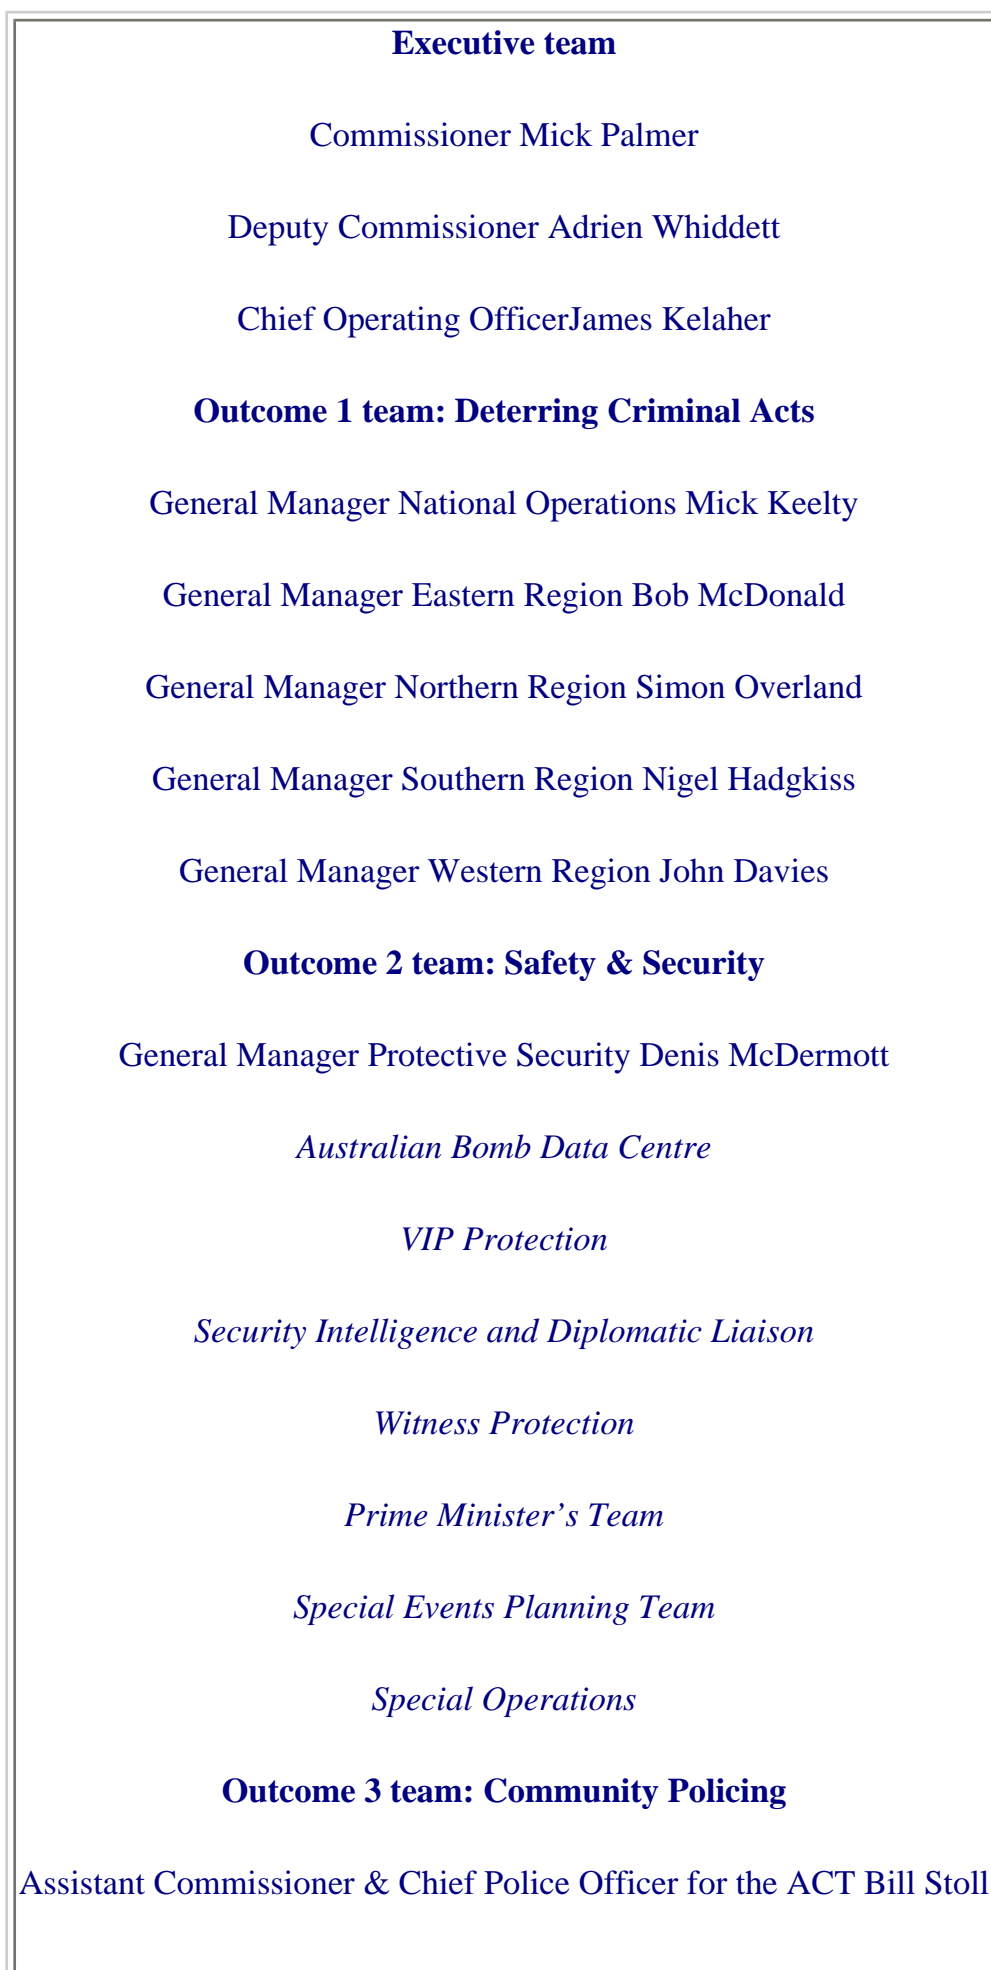 Executive team
Commissioner Mick Palmer
Deputy Commissioner Adrien Whiddett
Chief Operating OfficerJames Kelaher
Outcome 1 team: Deterring Criminal Acts
General Manager National Operations Mick Keelty
General Manager Eastern Region Bob McDonald
General Manager Northern Region Simon Overland
General Manager Southern Region Nigel Hadgkiss
General Manager Western Region John Davies
Outcome 2 team: Safety & Security
General Manager Protective Security Denis McDermott
Australian Bomb Data Centre
VIP Protection
Security Intelligence and Diplomatic Liaison
Witness Protection
Prime Minister’s Team
Special Events Planning Team
Special Operations
Outcome 3 team: Community Policing
Assistant Commissioner & Chief Police Officer for the ACT Bill Stoll